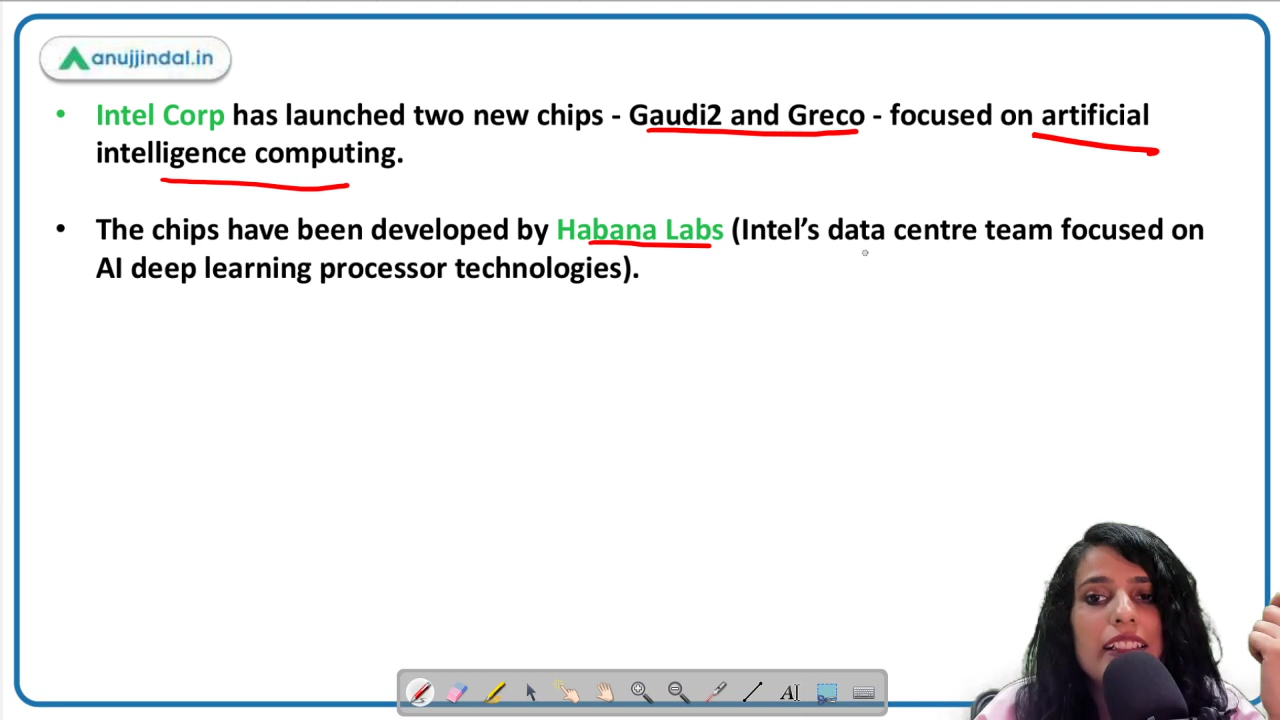 anujjindal.in
• Intel Corp has launched two new chips - Gaudi2 and Greco - focused on artificial
intelligence computing.
• The chips have been developed by Habana Labs (Intel’s data centre team focused on
AI deep learning processor technologies).
AI